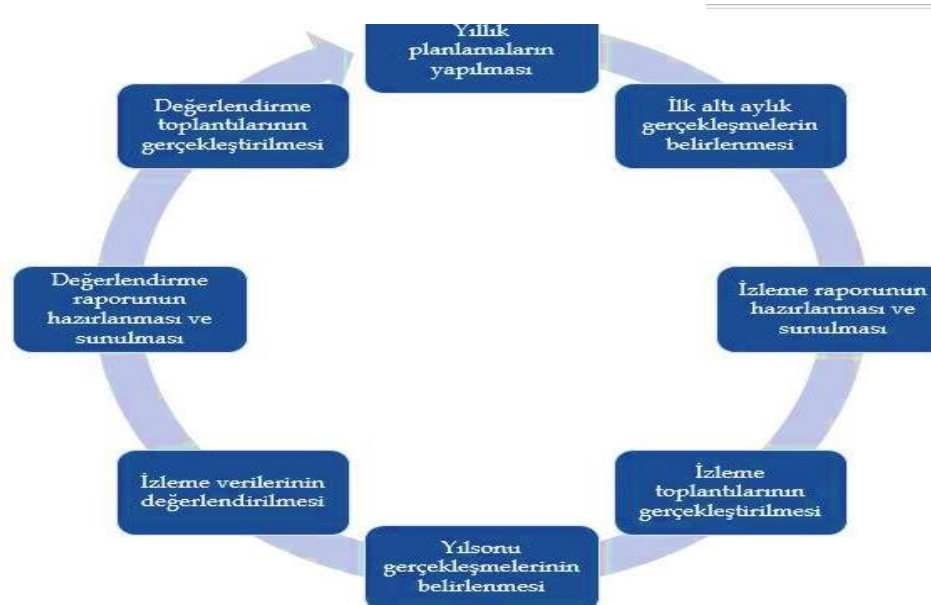 Yıllık
planlamaların
yapılması
İlk altı aylık
gerçekleşmelerin
belirlenmesi
İzleme raporunun
hazırlanması ve
sunulması
İzleme
toplantılarının
gerçekleştirilmesi
Yılsonu
gerçekleşmelerinin
belirlenmesi
İzleme verilerinin
değerlendirilmesi
Değerlendirme
raporunun
hazırlanması ve
sunulması
Değerlendirme
toplantılarının
gerçekleştirilmesi